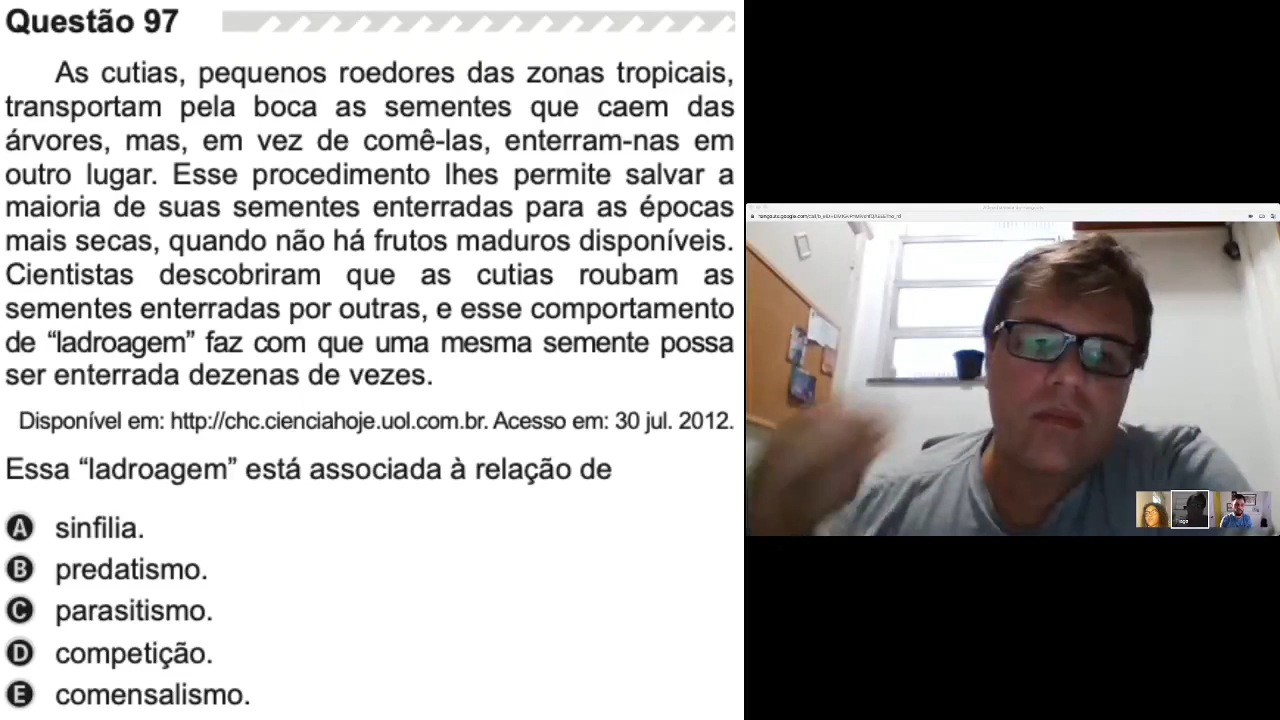 Questão 97
As cutias, pequenos roedores das zonas tropicais,
transportam pela boca as sementes que caem das
árvores, mas, em vez de comê-las, enterram-nas em
outro lugar. Esse procedimento lhes permite salvar a
maioria de suas sementes enterradas para as épocas
mais secas, quando não há frutos maduros disponíveis.
Cientistas descobriram que as cutias roubam as
sementes enterradas por outras, e esse comportamento
de “ladroagem” faz com que uma mesma semente possa
ser enterrada dezenas de vezes.
Disponível em: http://chc.cienciahoje.uol.com.br. Acesso em: 30 jul. 2012.
Essa “ladroagem” está associada à relação de
A sinfilia.
B predatismo.
C parasitismo.
D competição.
E comensalismo.